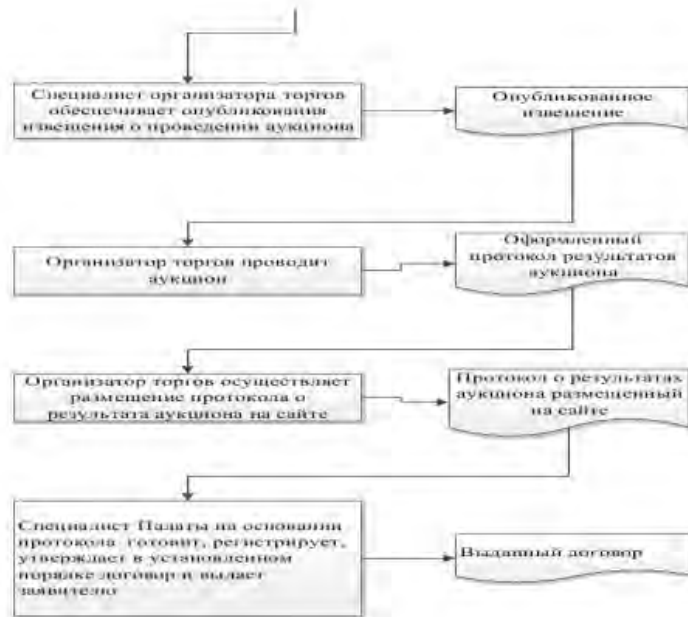 Специалист организатора торгов
обеспечивает опубликования
извещения о проведении аукциона
Опубликованное
извещение
Организатор торгов проводит
аукцион
Оформленный
протокол результатов
аукциона
Организатор торгов осуществляет
размещение протокола о
результата аукциона на сайте
Протокол о результатах
аукциона размещенный
на сайте
Специалист Палаты на основании
протокола готовит, регистрирует,
утверждает в установленном
порядке договор и выдает
заявителю
Выданный договор